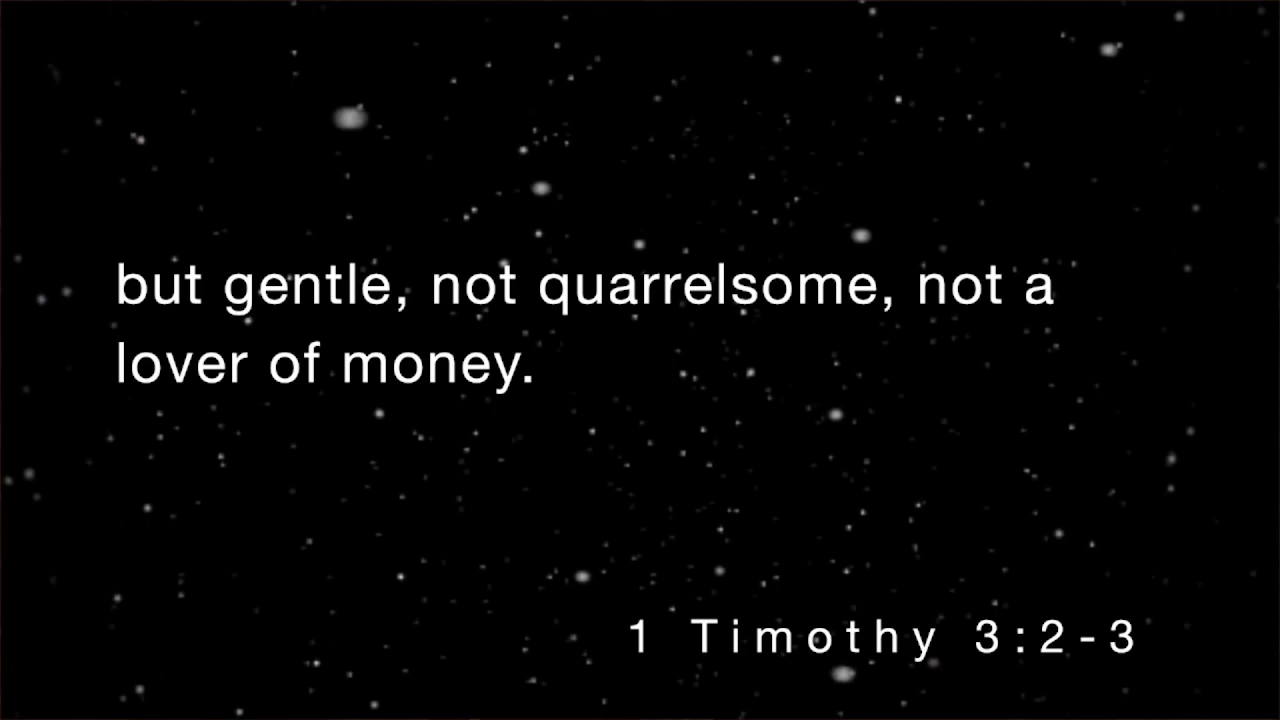 but gentle, not quarrelsome, not a
lover of money.
1 Timothy 3:2-3